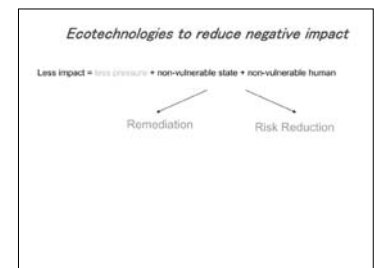 Ecotechnologies to reduce negative impact
Less impact = less pressure + non-vulnerable state + non-vulnerable human
Remediation
Risk Reduction